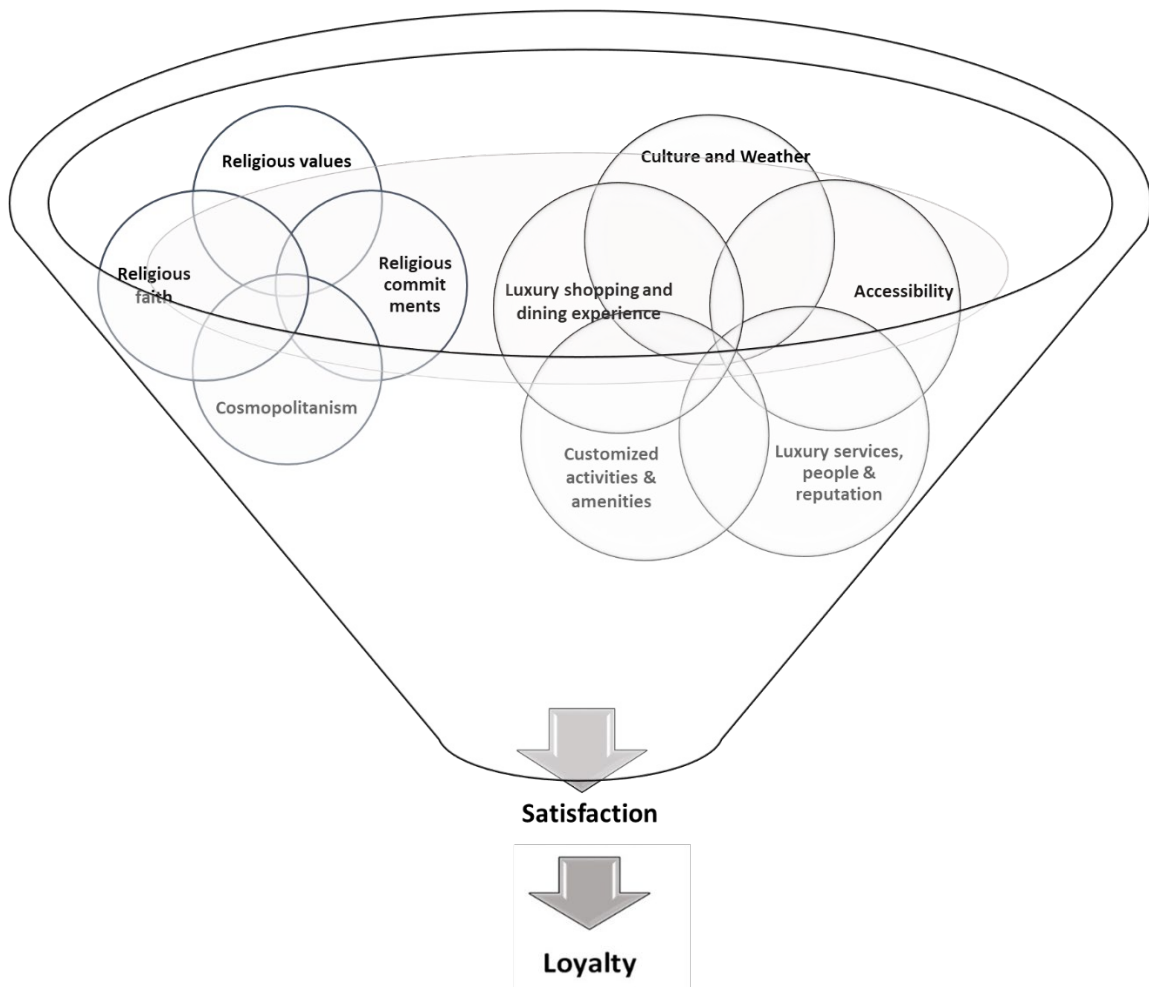 Religious values
Religious
faith
Religious
commit
ments
Cosmopolitanism
Culture and Weather
Luxury shopping and
dining experience
Accessibility
Customized
activities &
amenities
Luxury services,
people &
reputation
Satisfaction
Loyalty